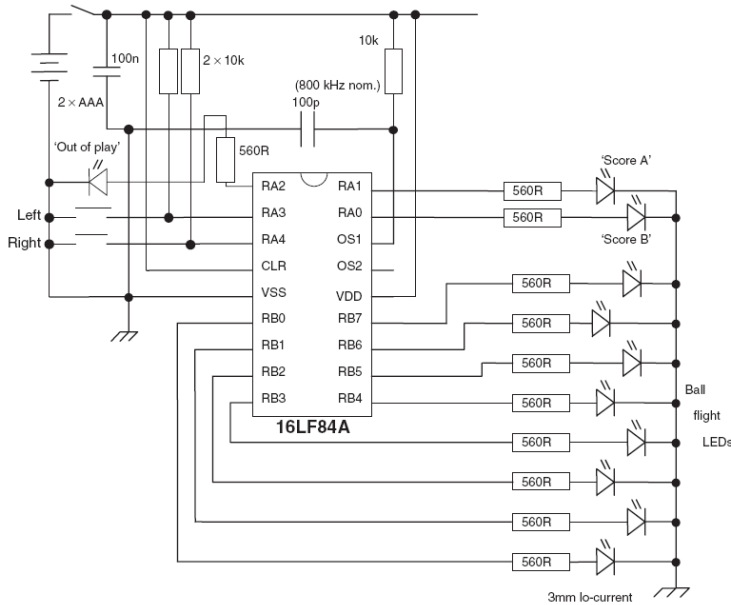 10k
100n
2 × 10k
(800 kHz nom.)
100p
2 × AAA
'Out of play'
560R
'Score A'
RA2
RA1
560R
Left
RA3
RA0
560R
Right
RA4
OS1
'Score B'
CLR
OS2
VSS
VDD
560R
RB0
RB7
560R
RB1
RB6
560R
RB2
RB5
RB3
RB4
560R
Ball
flight
LEDs
16LF84A
560R
560R
560R
560R
3mm lo-current